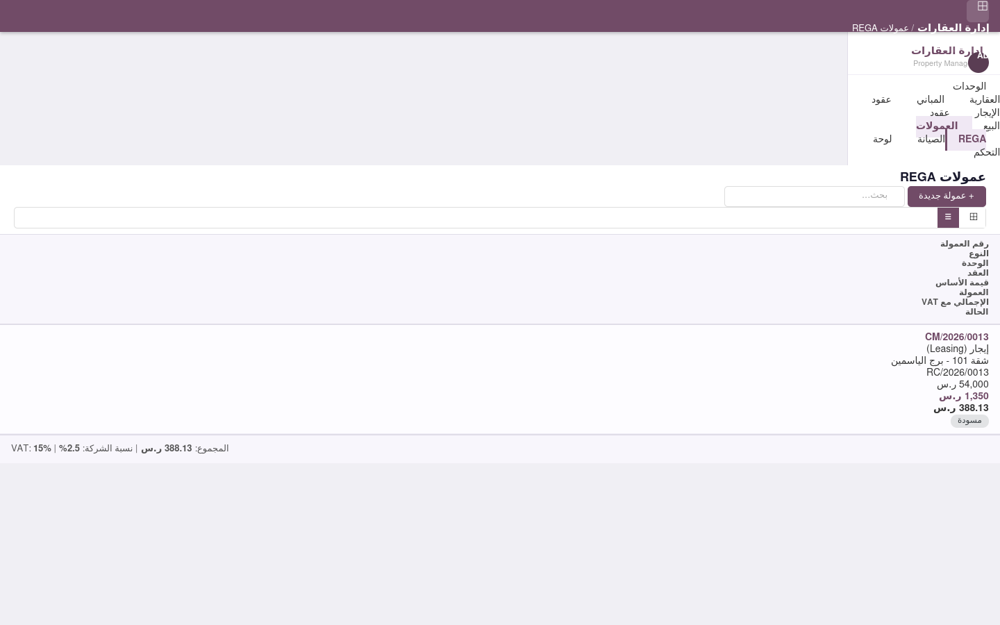 إدارة العقارات / عمولات REGA
إدارة العقارات
AD
Property Manag
الوحدات
العقارية المباني عقود
الإيجار عقود
البيع العمولات
REGA الصيانة لوحة
التحكم
عمولات REGA
+ عمولة جديدة بحث...
رقم العمولة
النوع
الوحدة
العقد
قيمة الأساس
العمولة
الإجمالي مع VAT
الحالة
CM/2026/0013
إيجار (Leasing)
شقة 101 - برج الياسمين
RC/2026/0013
54,000 ر.س
1,350 ر.س
388.13 ر.س
مسودة
المجموع: 388.13 ر.س | نسبة الشركة: 2.5% | VAT: 15%